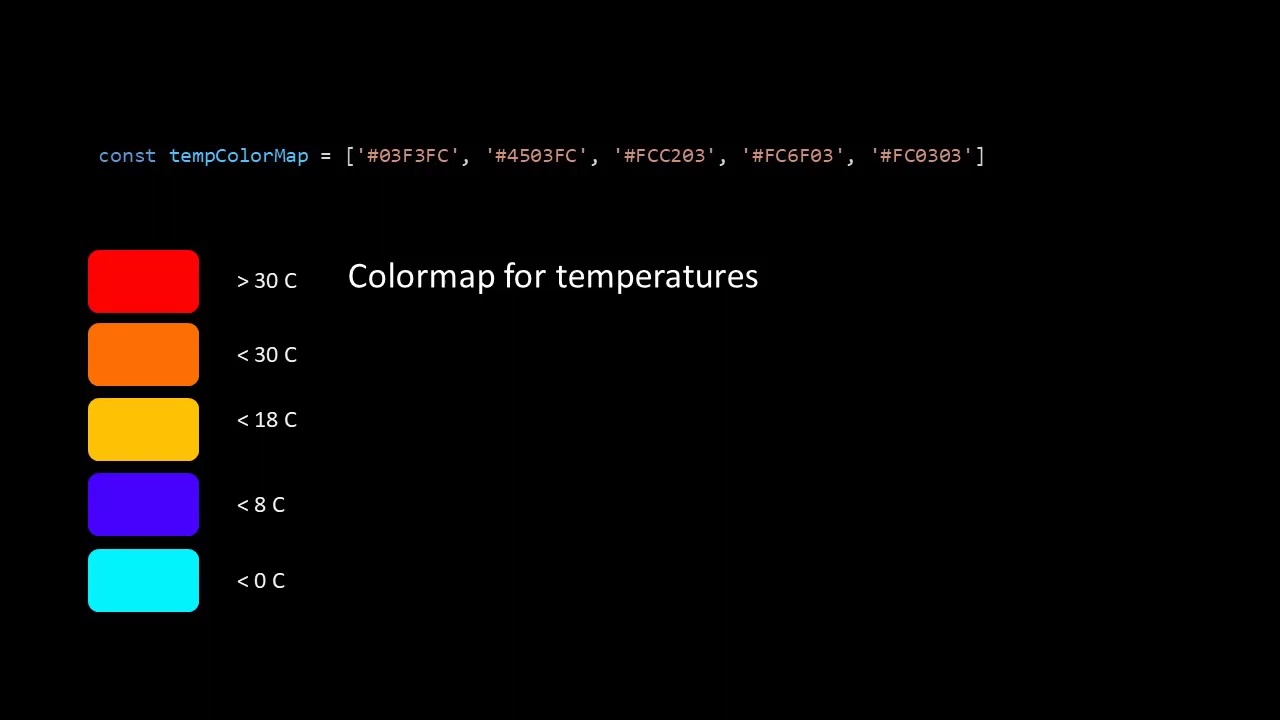 const tempColorMap = ['#03F3FC', '#4503FC', '#FCC203', '#FC6F03', '#FC0303']
> 30 C
Colormap for temperatures
< 30 C
< 18 C
< 8 C
< 0 C